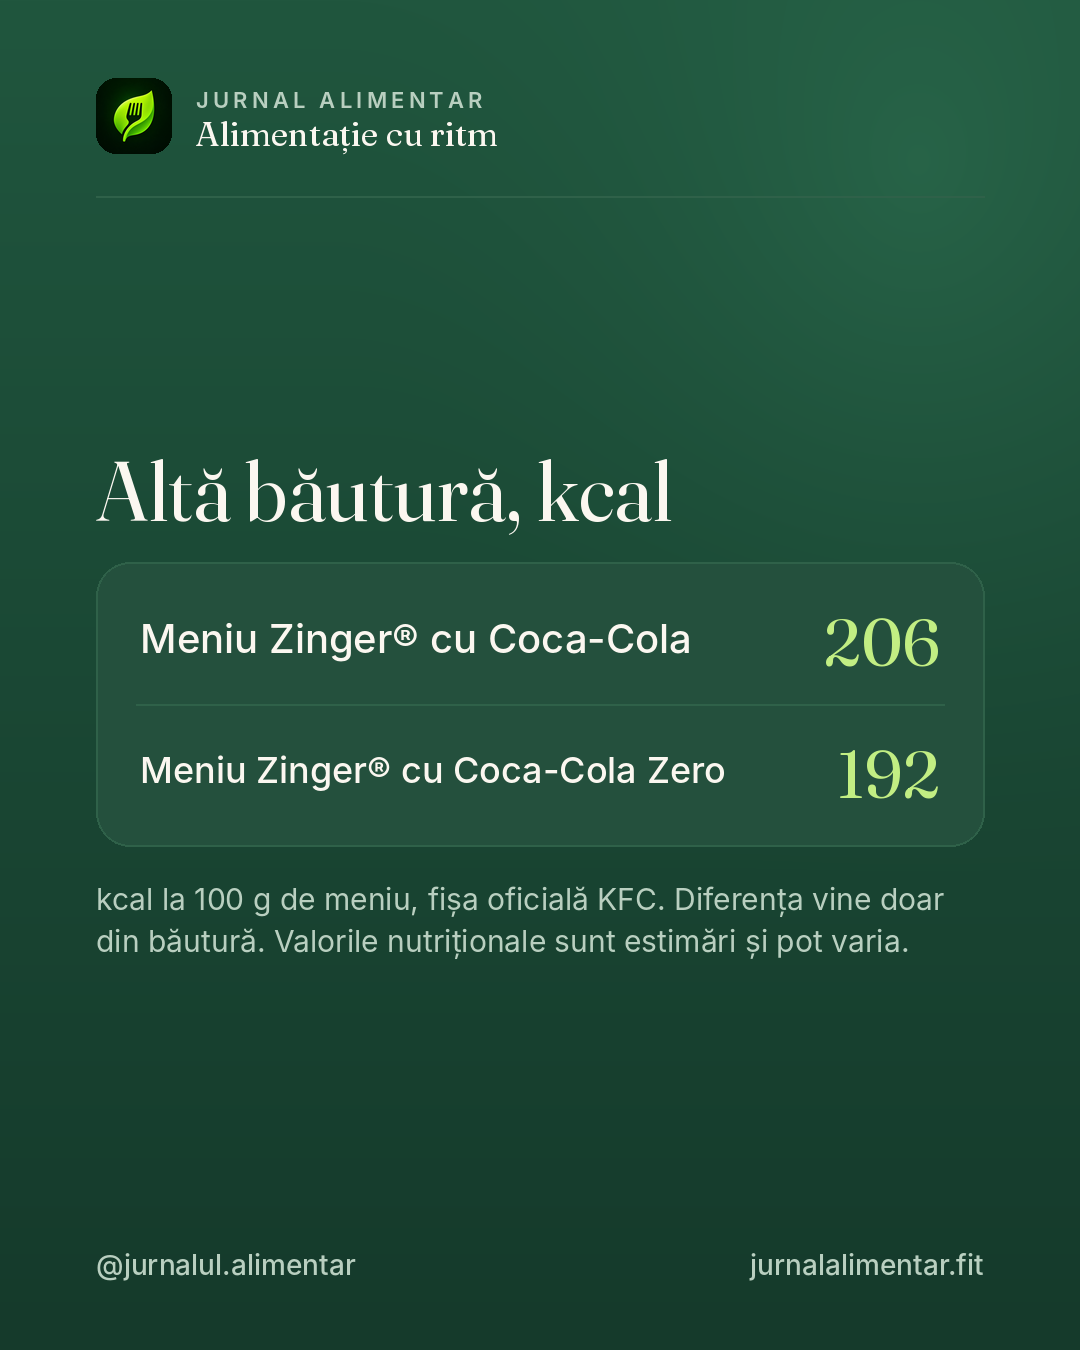 JURNAL ALIMENTAR
Alimentație cu ritm
Altă băutură, kcal
Meniu Zinger® cu Coca-Cola 206
Meniu Zinger® cu Coca-Cola Zero 192
kcal la 100 g de meniu, fișa oficială KFC. Diferența vine doar
din băutură. Valorile nutriționale sunt estimări și pot varia.
@jurnalul.alimentar jurnalalimentar.fit